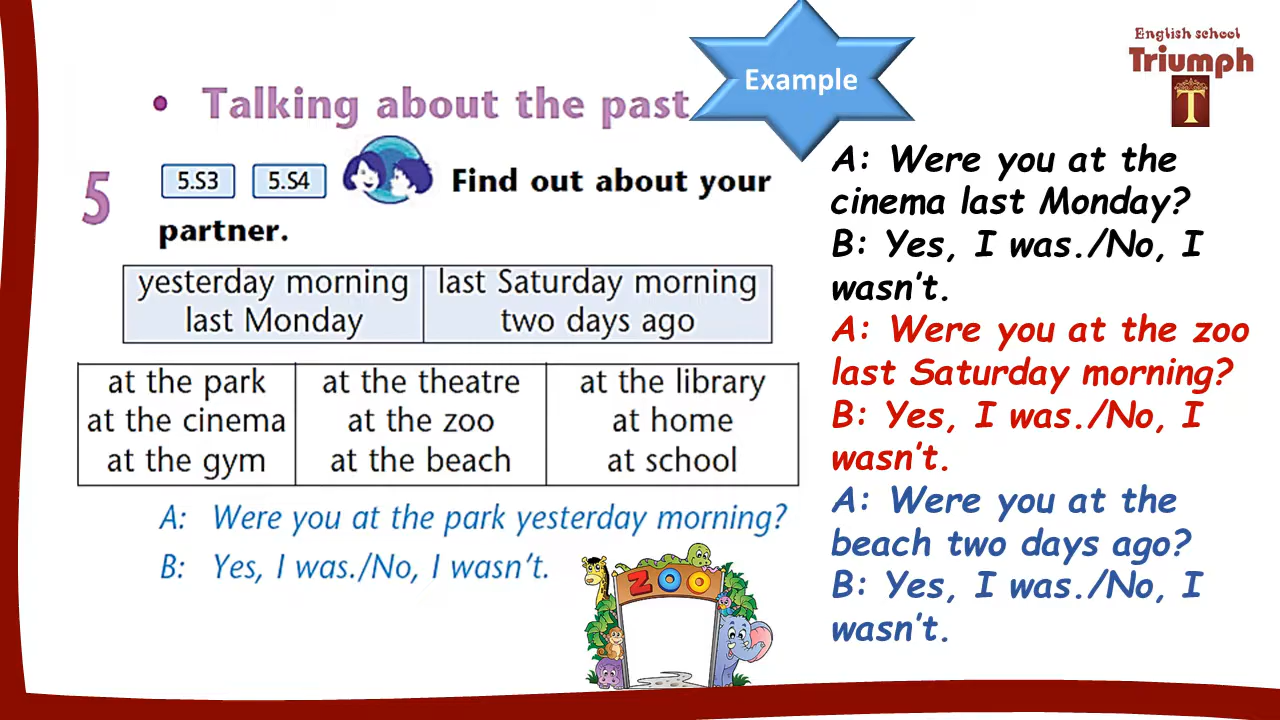 English school
Triumph
T
Example
• Talking about the past
5 5.S3 5.S4 Find out about your
partner.
yesterday morning
last Monday
last Saturday morning
two days ago
at the park
at the cinema
at the gym
at the theatre
at the zoo
at the beach
at the library
at home
at school
A: Were you at the park yesterday morning?
B: Yes, I was./No, I wasn't.
ZOO
A: Were you at the
cinema last Monday?
B: Yes, I was./No, I
wasn't.
A: Were you at the zoo
last Saturday morning?
B: Yes, I was./No, I
wasn't.
A: Were you at the
beach two days ago?
B: Yes, I was./No, I
wasn't.